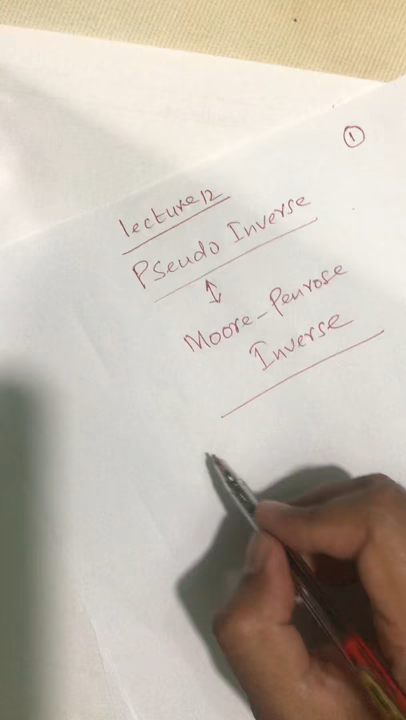 ①
lecture 12
Pseudo Inverse
↕
Moore-Penrose
Inverse